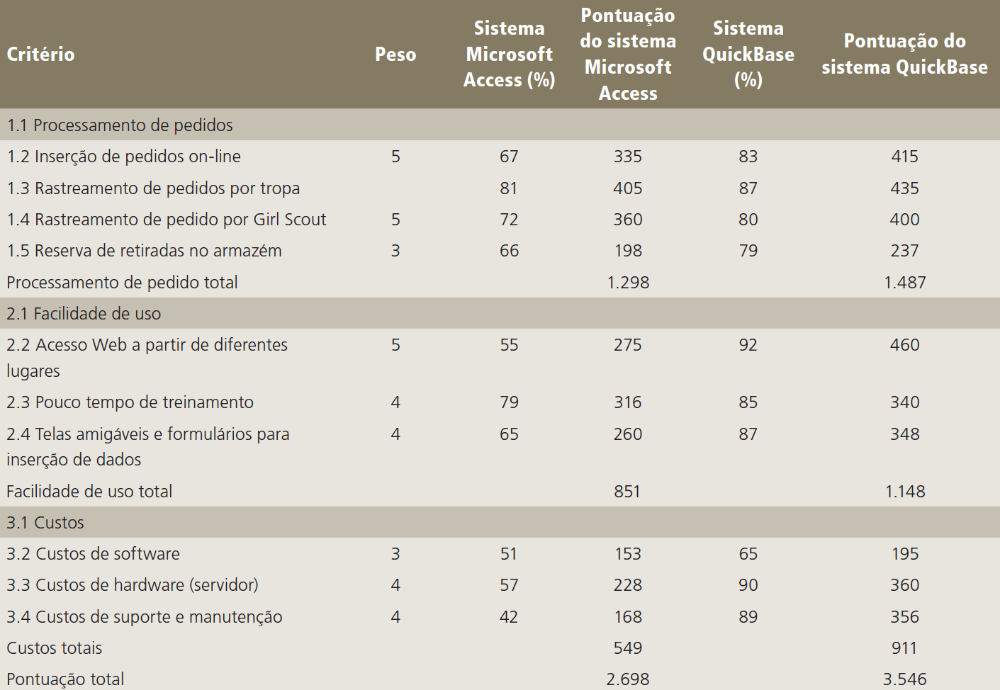 Critério Peso Sistema Microsoft Access (%) Pontuação do sistema Microsoft Access Sistema QuickBase (%) Pontuação do sistema QuickBase
1.1 Processamento de pedidos
1.2 Inserção de pedidos on-line 5 67 335 83 415
1.3 Rastreamento de pedidos por tropa 81 405 87 435
1.4 Rastreamento de pedido por Girl Scout 5 72 360 80 400
1.5 Reserva de retiradas no armazém 3 66 198 79 237
Processamento de pedido total 1.298 1.487
2.1 Facilidade de uso
2.2 Acesso Web a partir de diferentes 5 55 275 92 460
lugares
2.3 Pouco tempo de treinamento 4 79 316 85 340
2.4 Telas amigáveis e formulários para 4 65 260 87 348
inserção de dados
Facilidade de uso total 851 1.148
3.1 Custos
3.2 Custos de software 3 51 153 65 195
3.3 Custos de hardware (servidor) 4 57 228 90 360
3.4 Custos de suporte e manutenção 4 42 168 89 356
Custos totais 549 911
Pontuação total 2.698 3.546